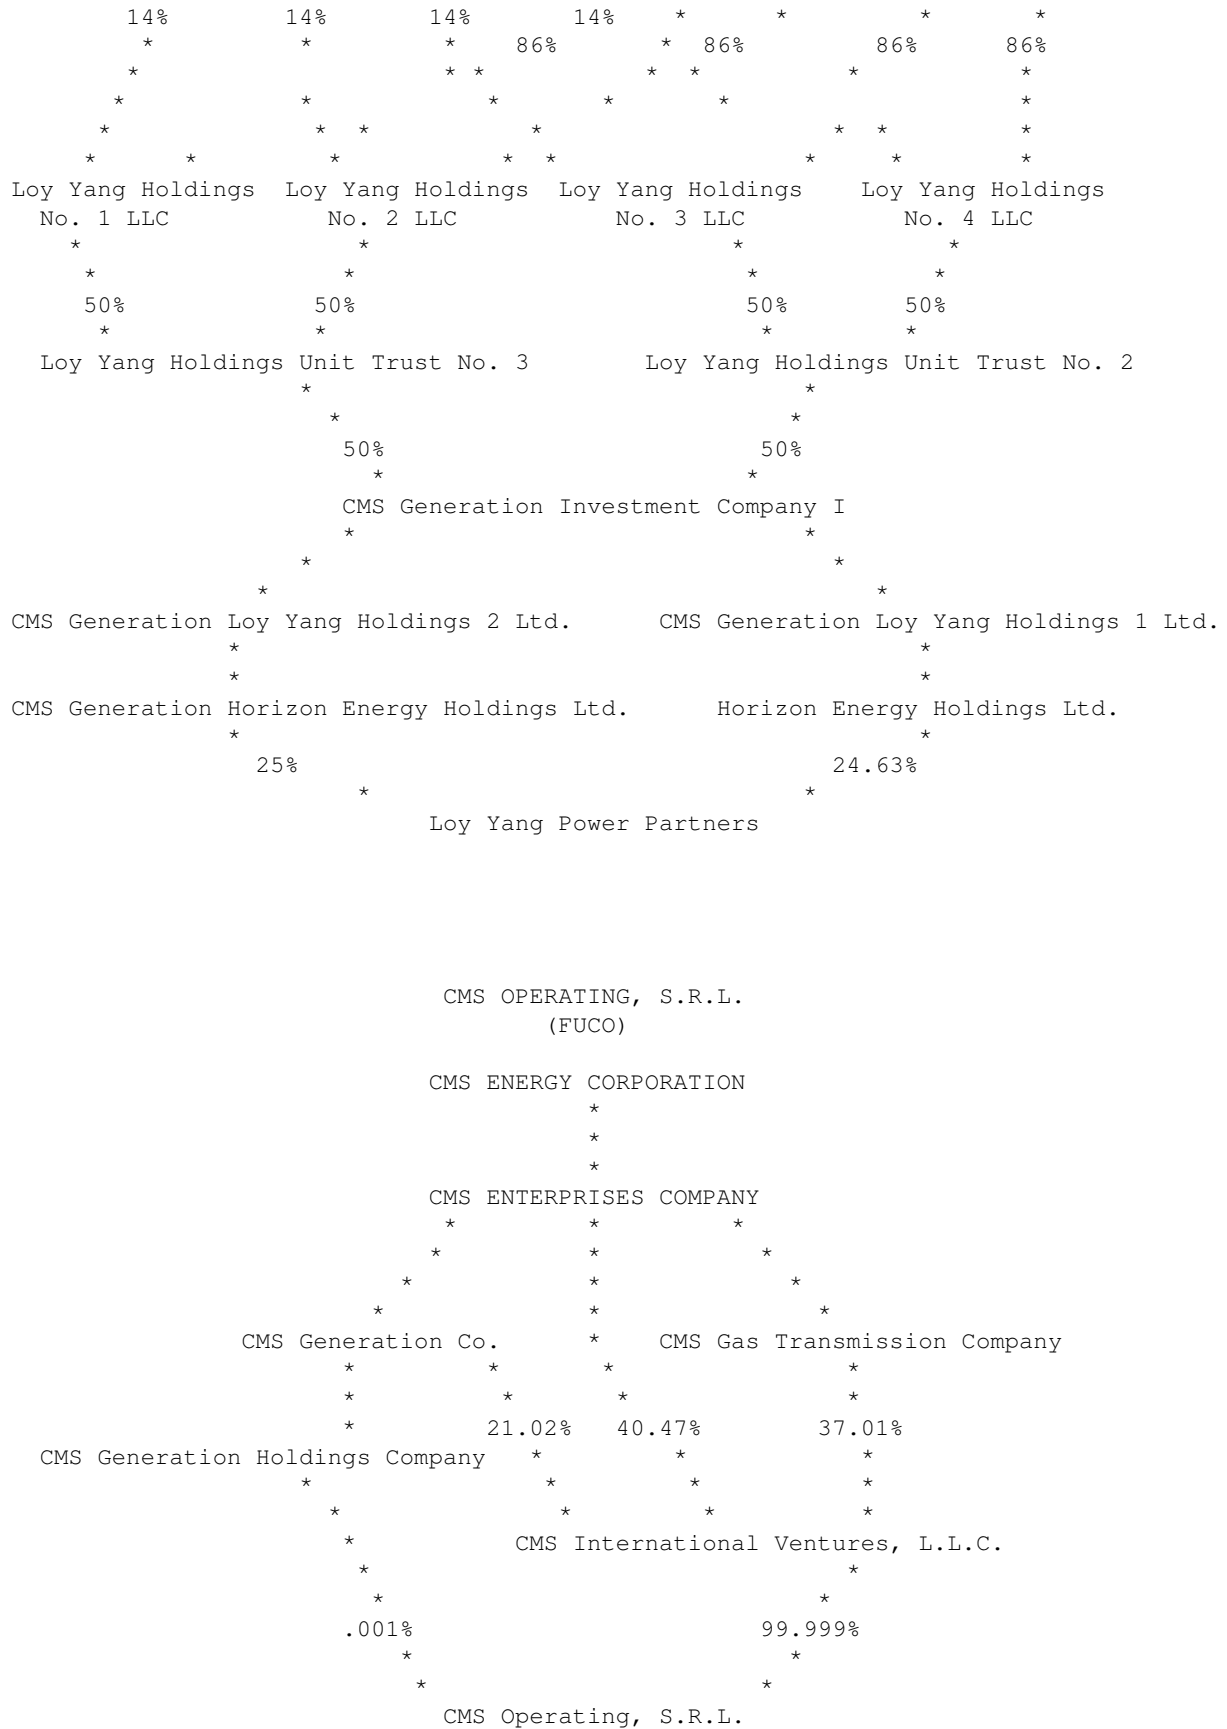 14% 14% 14% 14% * * * *
* * * 86% * 86% 86% 86%
* * * * * * *
* * * * * *
* * * * * * *
* * * * * * * *
Loy Yang Holdings Loy Yang Holdings Loy Yang Holdings Loy Yang Holdings
No. 1 LLC No. 2 LLC No. 3 LLC No. 4 LLC
* * * *
* * * *
50% 50% 50% 50%
* * * *
Loy Yang Holdings Unit Trust No. 3 Loy Yang Holdings Unit Trust No. 2
* *
* *
50% 50%
* *
CMS Generation Investment Company I
* *
* *
* *
CMS Generation Loy Yang Holdings 2 Ltd. CMS Generation Loy Yang Holdings 1 Ltd.
* *
* *
CMS Generation Horizon Energy Holdings Ltd. Horizon Energy Holdings Ltd.
* *
25% 24.63%
* *
Loy Yang Power Partners
CMS OPERATING, S.R.L.
(FUCO)
CMS ENERGY CORPORATION
*
*
*
CMS ENTERPRISES COMPANY
* * *
* * *
* * *
* * *
CMS Generation Co. * CMS Gas Transmission Company
* * * *
* * * *
* 21.02% 40.47% 37.01%
CMS Generation Holdings Company * * *
* * * *
* * * *
* CMS International Ventures, L.L.C.
* *
* *
.001% 99.999%
* *
* *
CMS Operating, S.R.L.